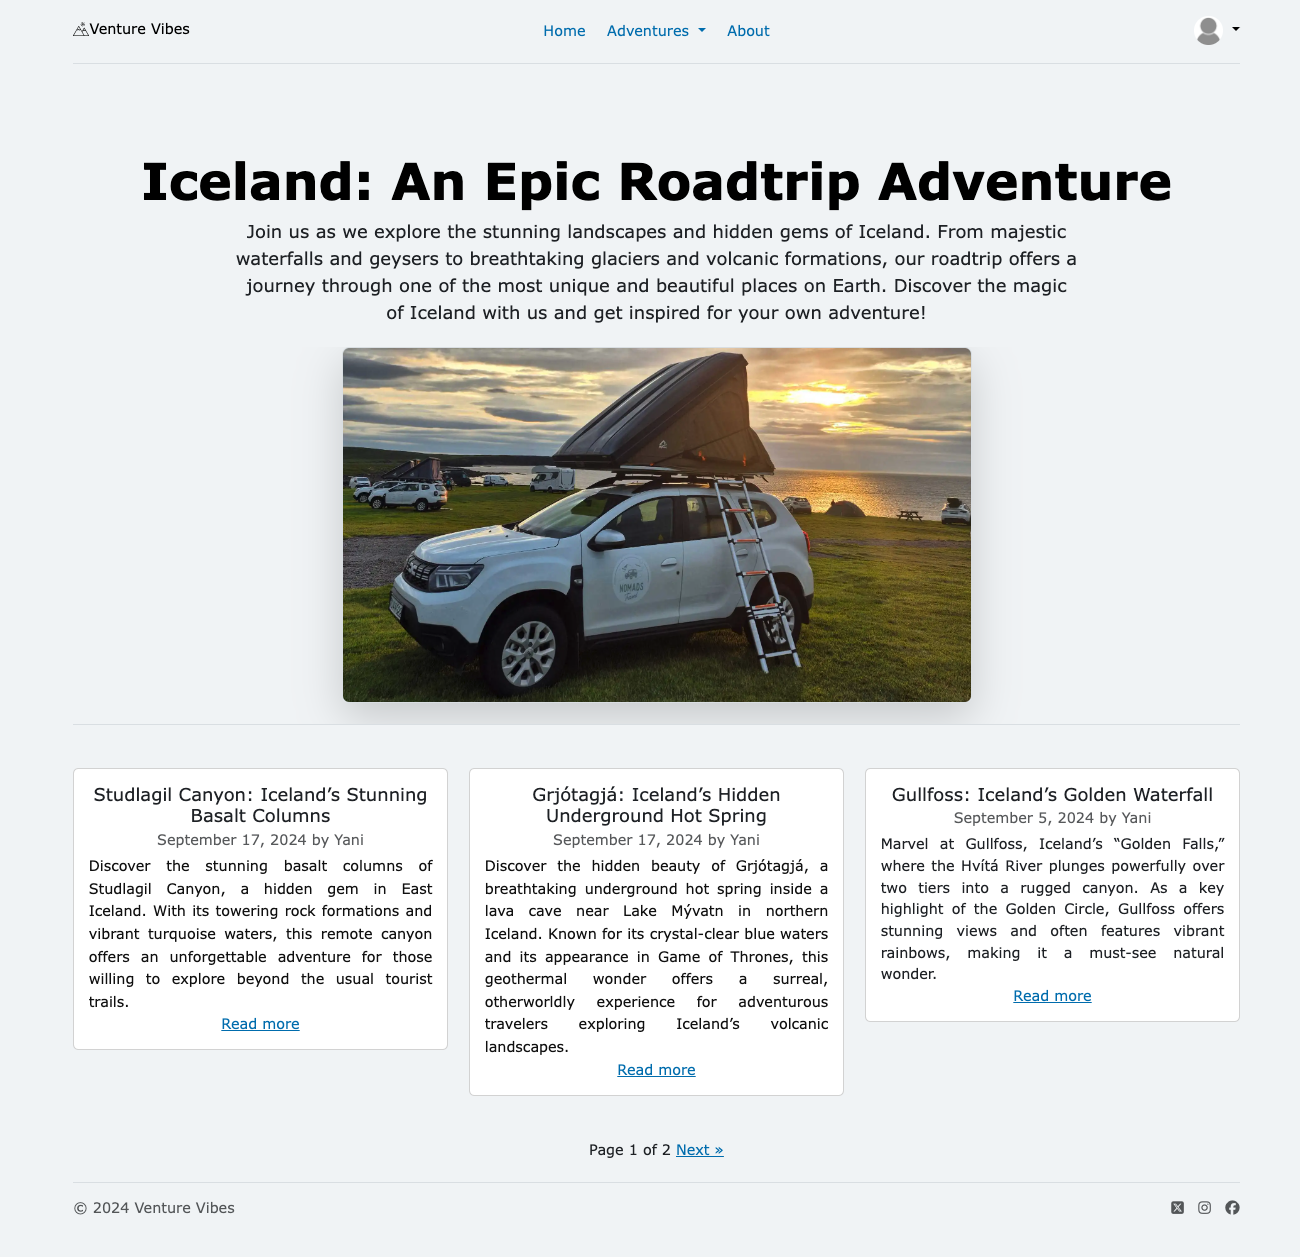 Venture Vibes
Home Adventures About
Iceland: An Epic Roadtrip Adventure
Join us as we explore the stunning landscapes and hidden gems of Iceland. From majestic
waterfalls and geysers to breathtaking glaciers and volcanic formations, our roadtrip offers a
journey through one of the most unique and beautiful places on Earth. Discover the magic
of Iceland with us and get inspired for your own adventure!
NOMADS
Studlagil Canyon: Iceland’s Stunning
Basalt Columns
September 17, 2024 by Yani
Discover the stunning basalt columns of
Studlagil Canyon, a hidden gem in East
Iceland. With its towering rock formations and
vibrant turquoise waters, this remote canyon
offers an unforgettable adventure for those
willing to explore beyond the usual tourist
trails.
Read more
Grjótagjá: Iceland’s Hidden
Underground Hot Spring
September 17, 2024 by Yani
Discover the hidden beauty of Grjótagjá, a
breathtaking underground hot spring inside a
lava cave near Lake Mývatn in northern
Iceland. Known for its crystal-clear blue waters
and its appearance in Game of Thrones, this
geothermal wonder offers a surreal,
otherworldly experience for adventurous
travelers exploring Iceland’s volcanic
landscapes.
Read more
Gullfoss: Iceland’s Golden Waterfall
September 5, 2024 by Yani
Marvel at Gullfoss, Iceland’s “Golden Falls,”
where the Hvítá River plunges powerfully over
two tiers into a rugged canyon. As a key
highlight of the Golden Circle, Gullfoss offers
stunning views and often features vibrant
rainbows, making it a must-see natural
wonder.
Read more
Page 1 of 2 Next »
© 2024 Venture Vibes